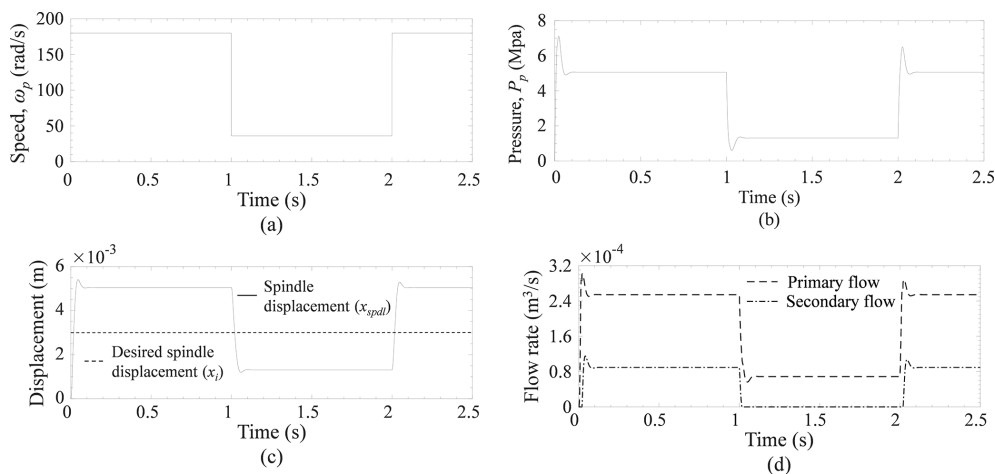 200
150
100
50
0
Speed, ωp (rad/s)
0 0.5 1 1.5 2 2.5
Time (s)
(a)
8
6
4
2
0
Pressure, Pp (Mpa)
0 0.5 1 1.5 2 2.5
Time (s)
(b)
×10-3
6
4
2
0
Displacement (m)
Spindle
displacement (xspdl)
Desired spindle
displacement (xi)
0 0.5 1 1.5 2 2.5
Time (s)
(c)
×10-4
3.2
2.4
1.6
0.8
0
Flow rate (m3/s)
Primary flow
Secondary flow
0 0.5 1 1.5 2 2.5
Time (s)
(d)